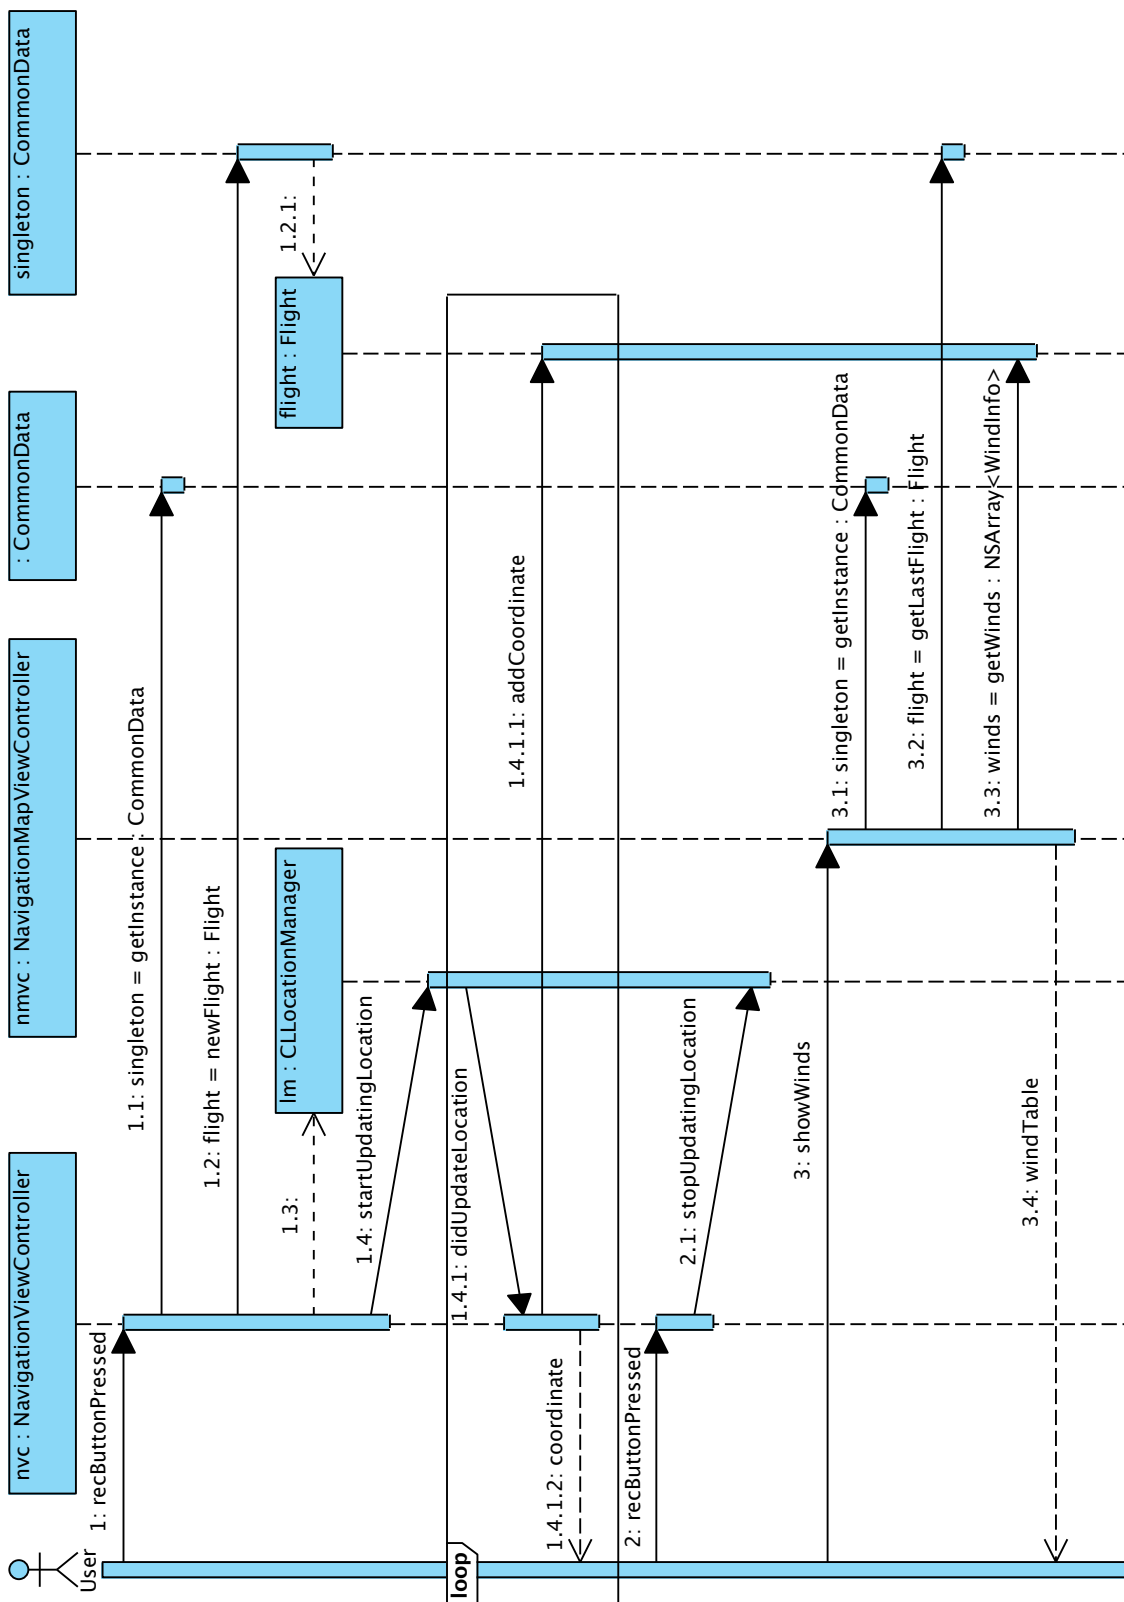 User
nvc : NavigationViewController
nmvc : NavigationMapViewController
: CommonData
singleton : CommonData
1: recButtonPressed
1.1: singleton = getInstance : CommonData
1.2: flight = newFlight : Flight
1.2.1:
flight : Flight
1.3:
lm : CLLocationManager
1.4: startUpdatingLocation
loop
1.4.1: didUpdateLocation
1.4.1.1: addCoordinate
1.4.1.2: coordinate
2: recButtonPressed
2.1: stopUpdatingLocation
3: showWinds
3.1: singleton = getInstance : CommonData
3.2: flight = getLastFlight : Flight
3.3: winds = getWinds : NSArray<WindInfo>
3.4: windTable